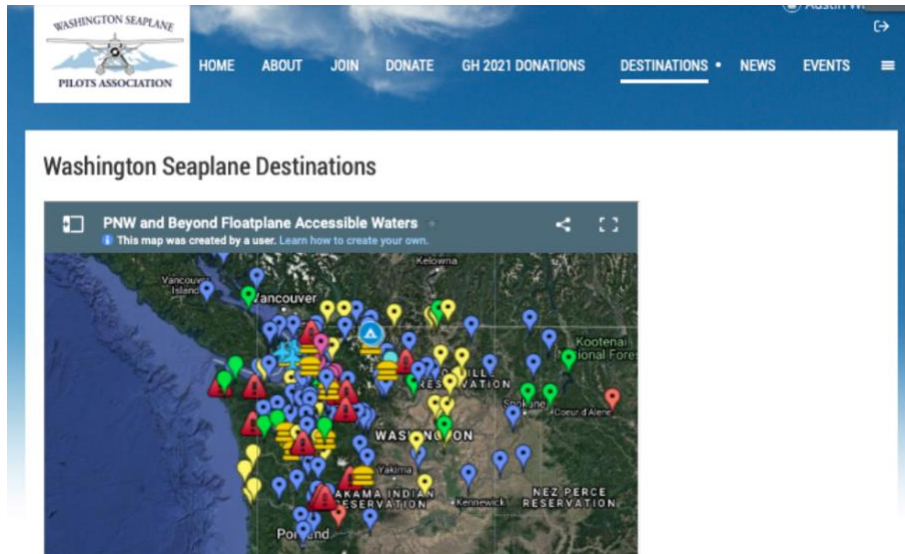 Austin
WASHINGTON SEAPLANE
PILOTS ASSOCIATION
HOME ABOUT JOIN DONATE GH 2021 DONATIONS DESTINATIONS • NEWS EVENTS
Washington Seaplane Destinations
PNW and Beyond Floatplane Accessible Waters
This map was created by a user. Learn how to create your own.
Kelowna
Vancouver
Island
Vancouver
Kootenai
National Fores
RESERVATION
Spokane
Coeur d'Alene
WASHINGTON
Yakima
YAKAMA INDIAN
RESERVATION
Kennewick
NEZ PERCE
RESERVATION
Portland